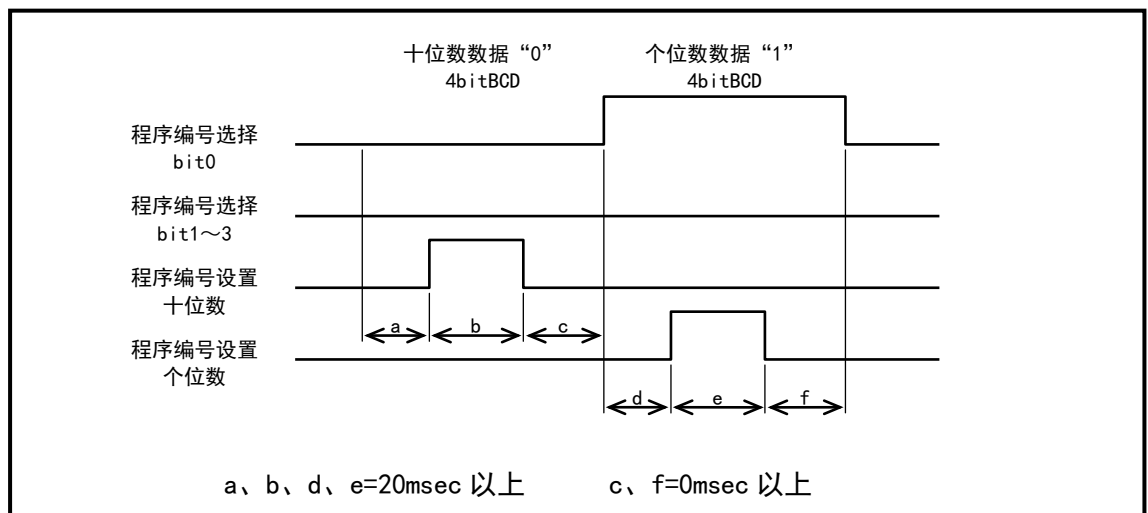 十位数数据“0”
4bitBCD
个位数数据“1”
4bitBCD
程序编号选择
bit0
程序编号选择
bit1～3
程序编号设置
十位数
程序编号设置
个位数
a
b
c
d
e
f
a、b、d、e=20msec 以上
c、f=0msec 以上